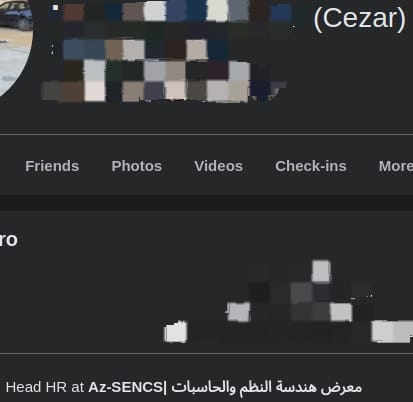 (Cezar)
Friends Photos Videos Check-ins More
ro
Head HR at Az-SENCS| معرض هندسة النظم والحاسبات